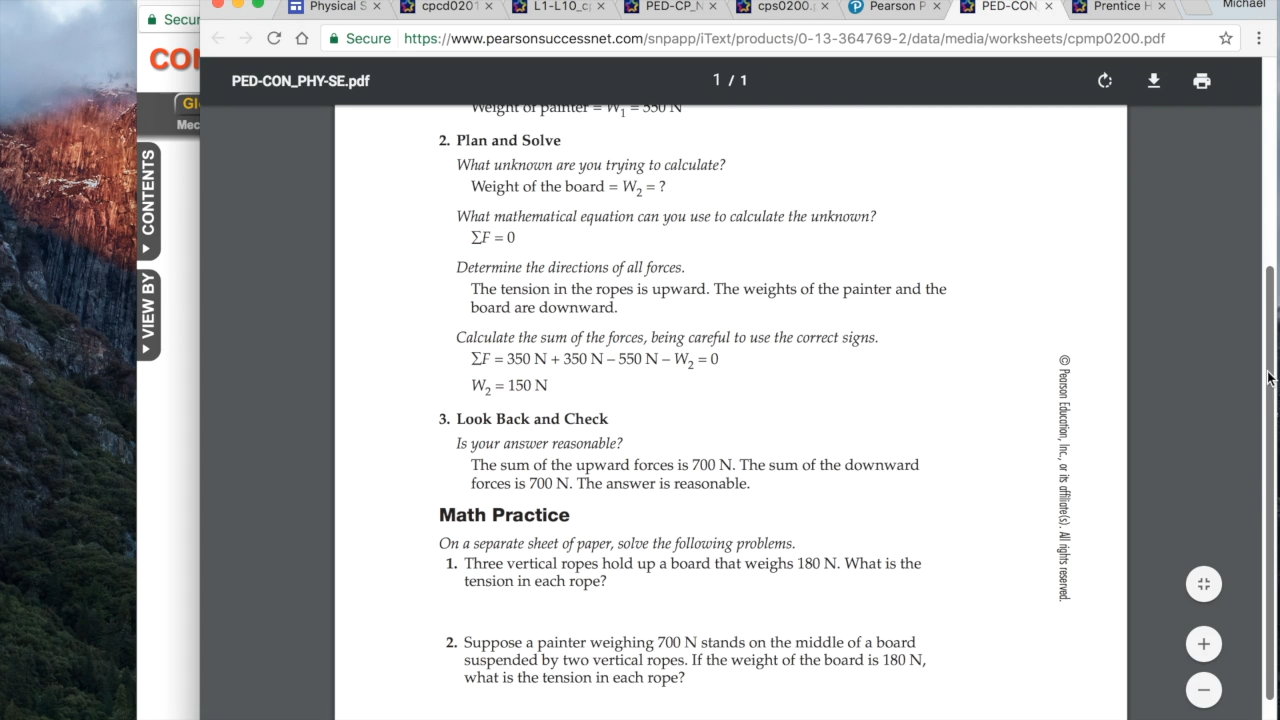 Physical S
cpcd0201
L1-L10_c
PED-CP_N
cps0200.
Pearson P
PED-CON
Prentice H
Michael
Secur
Secure
https://www.pearsonsuccessnet.com/snpapp/iText/products/0-13-364769-2/data/media/worksheets/cpmp0200.pdf
PED-CON_PHY-SE.pdf
1 / 1
Mec
CONTENTS
VIEW BY
Weight of painter = W1 = 550 N
2. Plan and Solve
What unknown are you trying to calculate?
Weight of the board = W2 = ?
What mathematical equation can you use to calculate the unknown?
∑F = 0
Determine the directions of all forces.
The tension in the ropes is upward. The weights of the painter and the
board are downward.
Calculate the sum of the forces, being careful to use the correct signs.
∑F = 350 N + 350 N – 550 N – W2 = 0
W2 = 150 N
3. Look Back and Check
Is your answer reasonable?
The sum of the upward forces is 700 N. The sum of the downward
forces is 700 N. The answer is reasonable.
Math Practice
On a separate sheet of paper, solve the following problems.
1. Three vertical ropes hold up a board that weighs 180 N. What is the
tension in each rope?
2. Suppose a painter weighing 700 N stands on the middle of a board
suspended by two vertical ropes. If the weight of the board is 180 N,
what is the tension in each rope?
© Pearson Education, Inc., or its affiliate(s). All rights reserved.